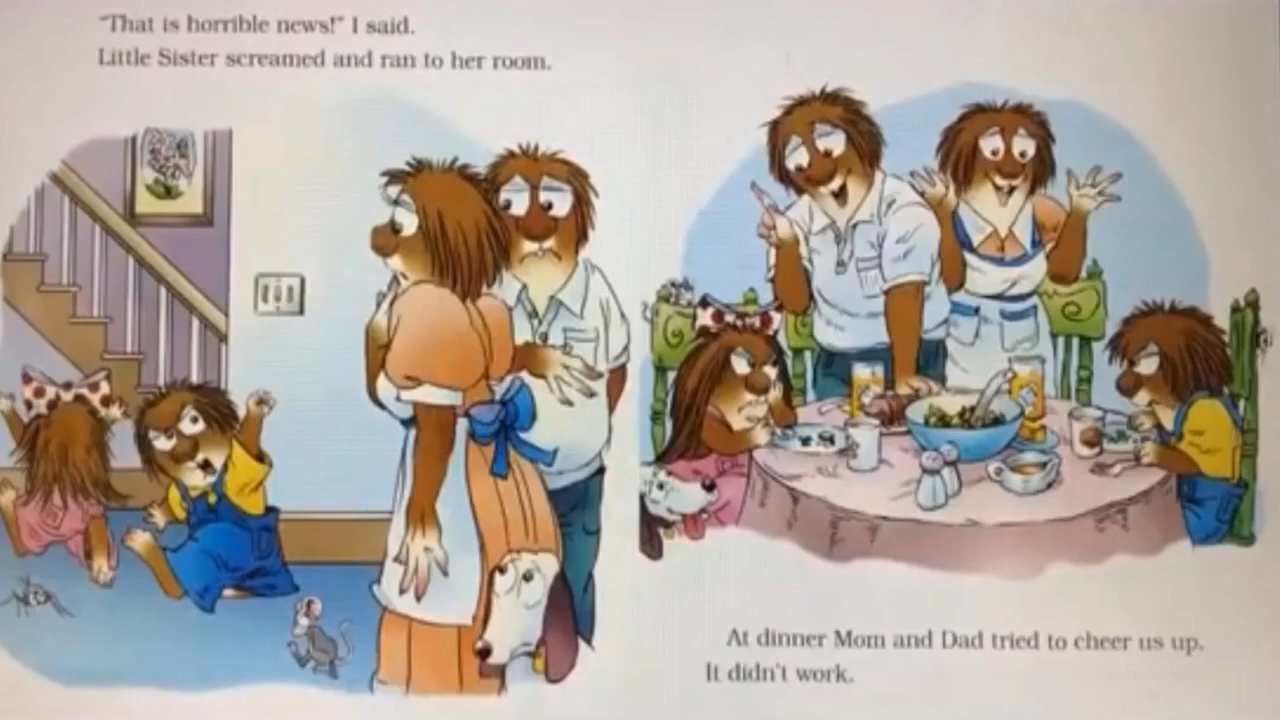 "That is horrible news!" I said.
Little Sister screamed and ran to her room.
At dinner Mom and Dad tried to cheer us up.
It didn't work.